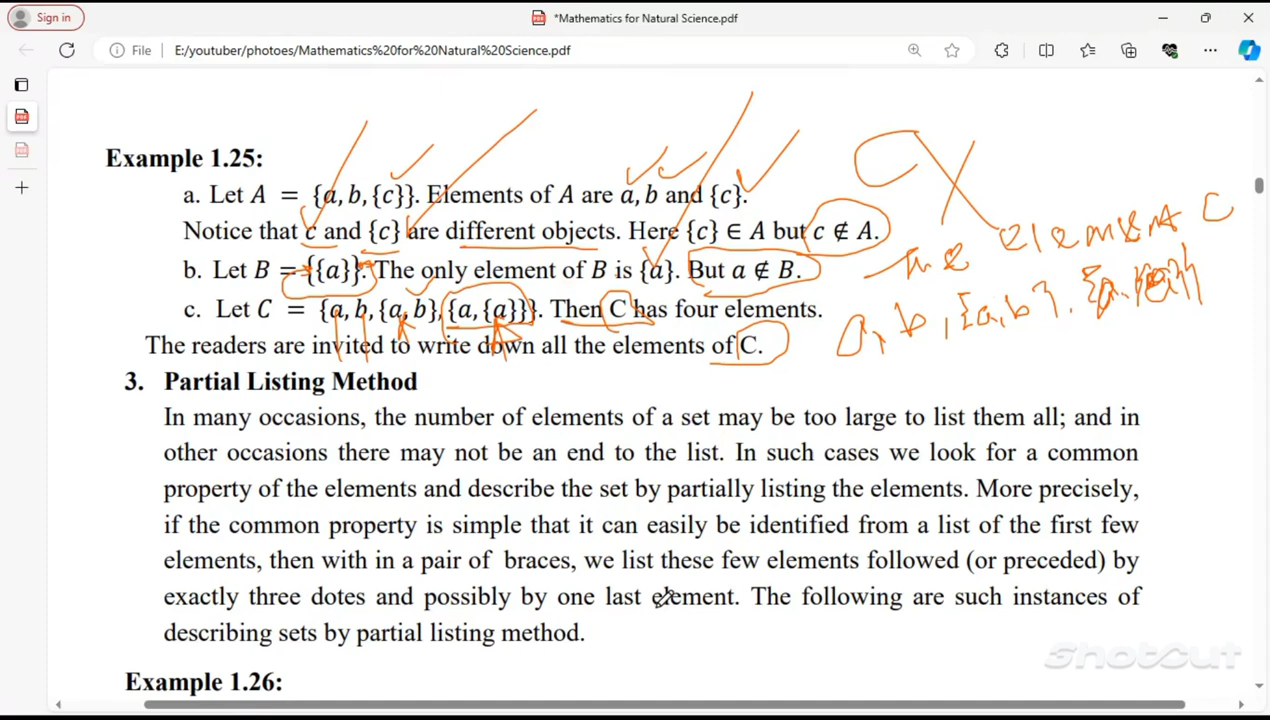 Sign in
*Mathematics for Natural Science.pdf
File E:/youtuber/photoes/Mathematics%20for%20Natural%20Science.pdf
Example 1.25:
a. Let A = {a, b, {c}}. Elements of A are a, b and {c}.
Notice that c and {c} are different objects. Here {c} ∈ A but c ∉ A.
b. Let B = {{a}}. The only element of B is {a}. But a ∉ B.
c. Let C = {a, b, {a, b}, {a, {a}}}. Then C has four elements.
The readers are invited to write down all the elements of C.
the element C
a, b, {a, b}.
3. Partial Listing Method
In many occasions, the number of elements of a set may be too large to list them all; and in
other occasions there may not be an end to the list. In such cases we look for a common
property of the elements and describe the set by partially listing the elements. More precisely,
if the common property is simple that it can easily be identified from a list of the first few
elements, then with in a pair of braces, we list these few elements followed (or preceded) by
exactly three dotes and possibly by one last element. The following are such instances of
describing sets by partial listing method.
Example 1.26:
Shotcut